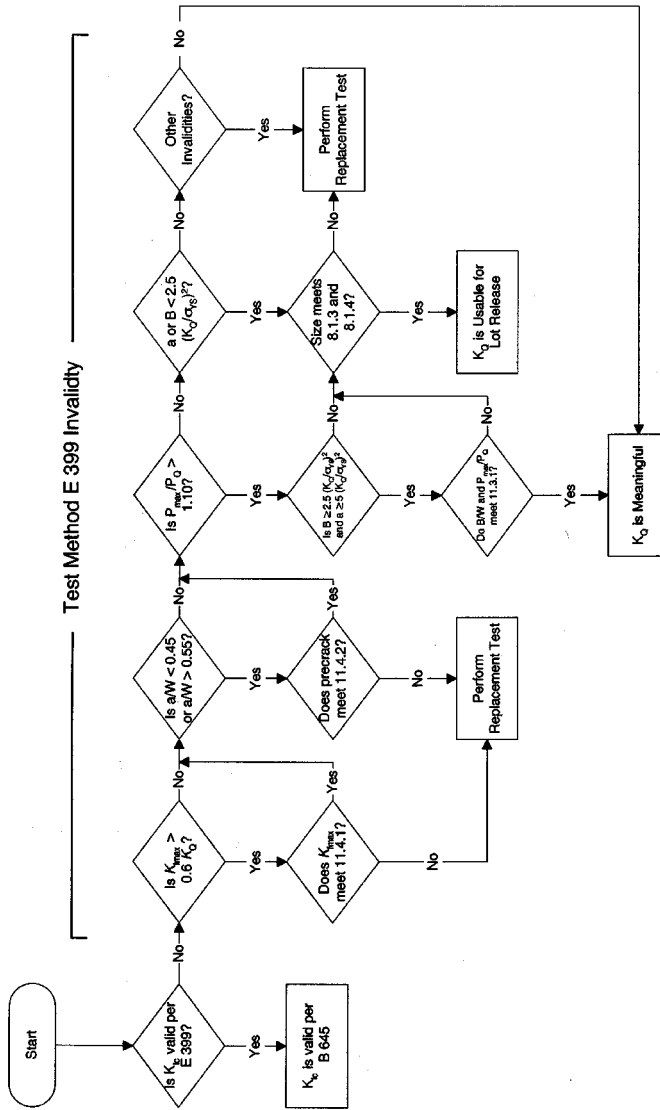 Test Method E 399 Invalidty
Start
Is K_Ic valid per
E 399?
No
Yes
K_Ic is valid per
B 645
Is K_fmax >
0.6 K_Q?
No
Yes
Does K_fmax
meet 11.4.1?
Yes
No
Is a/W < 0.45
or a/W > 0.55?
No
Yes
Does precrack
meet 11.4.2?
Yes
No
Perform
Replacement Test
Is P_max/P_Q >
1.10?
No
Yes
Is B ≥ 2.5 (K_Q/σ_YS)²
and a ≥ 5 (K_Q/σ_YS)²
No
Yes
Do B/W and P_max/P_Q
meet 11.3.1?
No
Yes
K_Q is Meaningful
a or B < 2.5
(K_Q/σ_YS)²?
No
Yes
Size meets
8.1.3 and
8.1.4?
No
Yes
K_Q is Usable for
Lot Release
Other
Invalidities?
No
Yes
Perform
Replacement Test